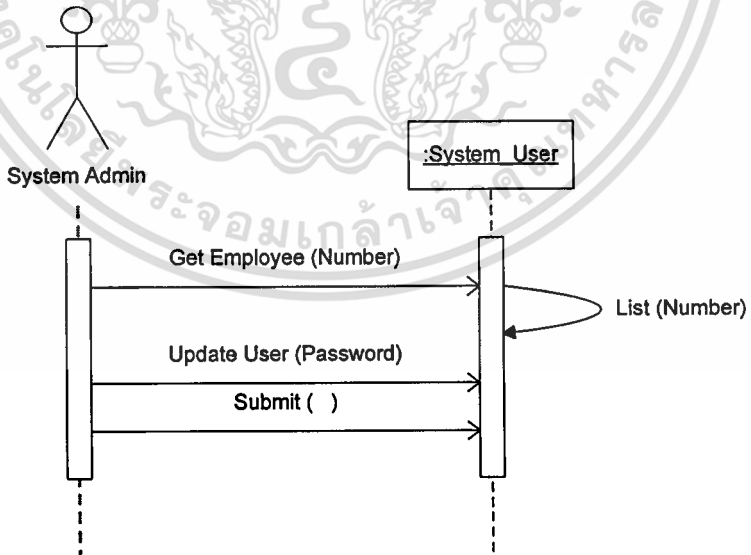 System Admin
:System_User
Get Employee (Number)
List (Number)
Update User (Password)
Submit ( )